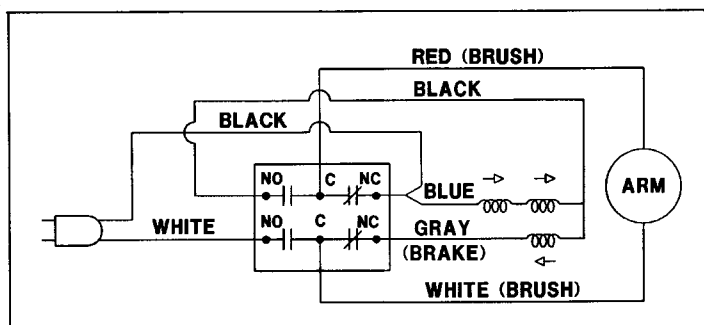 RED (BRUSH)
BLACK
BLACK
NO
C
NC
BLUE
ARM
WHITE
NO
C
NC
GRAY
(BRAKE)
WHITE (BRUSH)